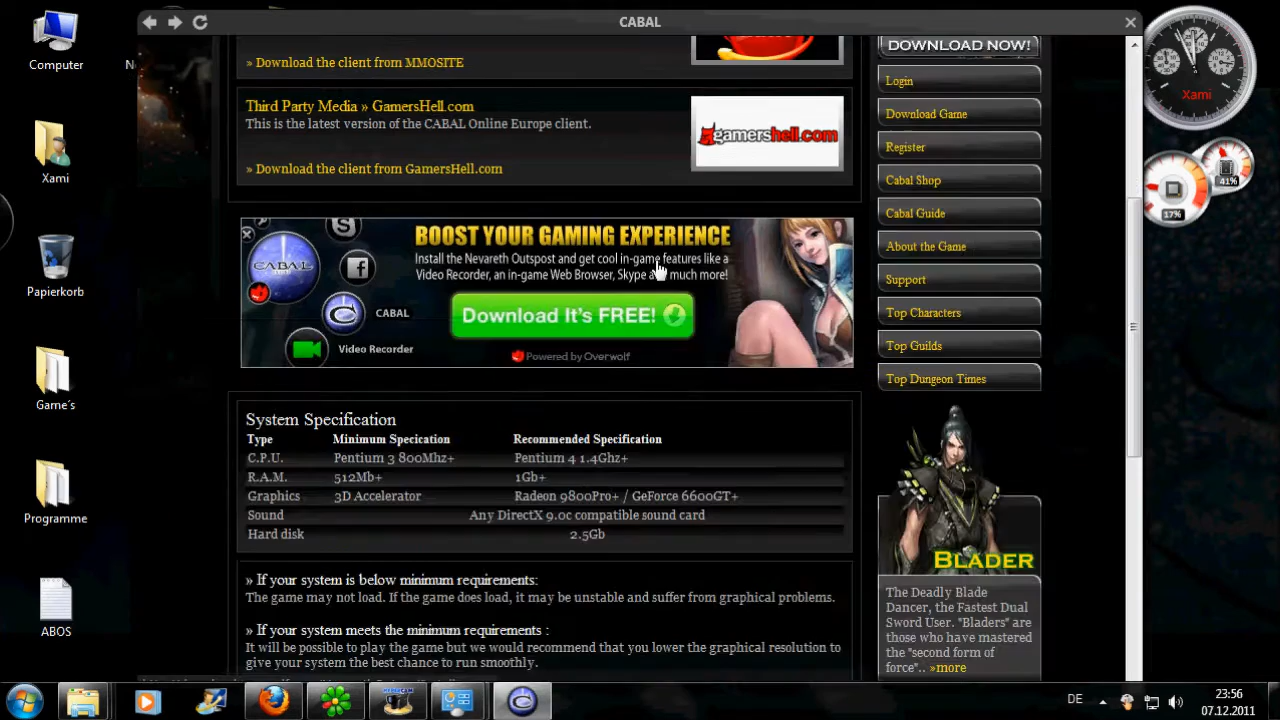 CABAL
Computer
Xami
Papierkorb
Game´s
Programme
ABOS
» Download the client from MMOSITE
Third Party Media » GamersHell.com
This is the latest version of the CABAL Online Europe client.
» Download the client from GamersHell.com
gamershell.com
BOOST YOUR GAMING EXPERIENCE
Install the Nevareth Outpost and get cool in-game features like a
Video Recorder, an in-game Web Browser, Skype a much more!
Download It's FREE!
Powered by Overwolf
CABAL
CABAL
Video Recorder
System Specification
Type Minimum Specication Recommended Specification
C.P.U. Pentium 3 800Mhz+ Pentium 4 1.4Ghz+
R.A.M. 512Mb+ 1Gb+
Graphics 3D Accelerator Radeon 9800Pro+ / GeForce 6600GT+
Sound Any DirectX 9.0c compatible sound card
Hard disk 2.5Gb
» If your system is below minimum requirements:
The game may not load. If the game does load, it may be unstable and suffer from graphical problems.
» If your system meets the minimum requirements :
It will be possible to play the game but we would recommend that you lower the graphical resolution to
give your system the best chance to run smoothly.
DOWNLOAD NOW!
Login
Download Game
Register
Cabal Shop
Cabal Guide
About the Game
Support
Top Characters
Top Guilds
Top Dungeon Times
BLADER
The Deadly Blade
Dancer, the Fastest Dual
Sword User. "Bladers" are
those who have mastered
the "second form of
force".. »more
Xami
41%
17%
DE
23:56
07.12.2011